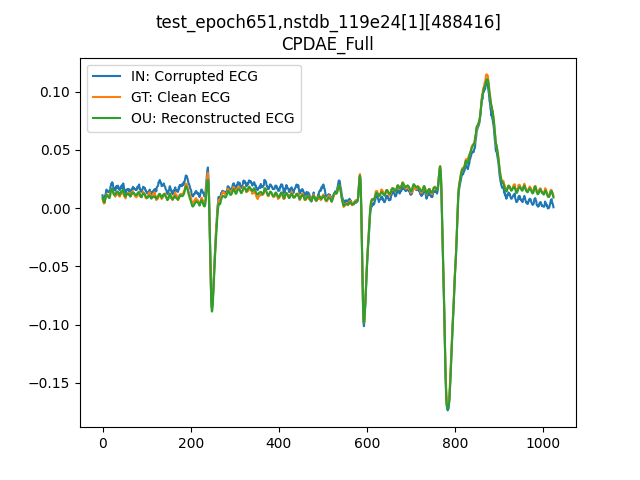 test_epoch651,nstdb_119e24[1][488416]
CPDAE_Full
IN: Corrupted ECG
GT: Clean ECG
OU: Reconstructed ECG
0.10
0.05
0.00
−0.05
−0.10
−0.15
0 200 400 600 800 1000